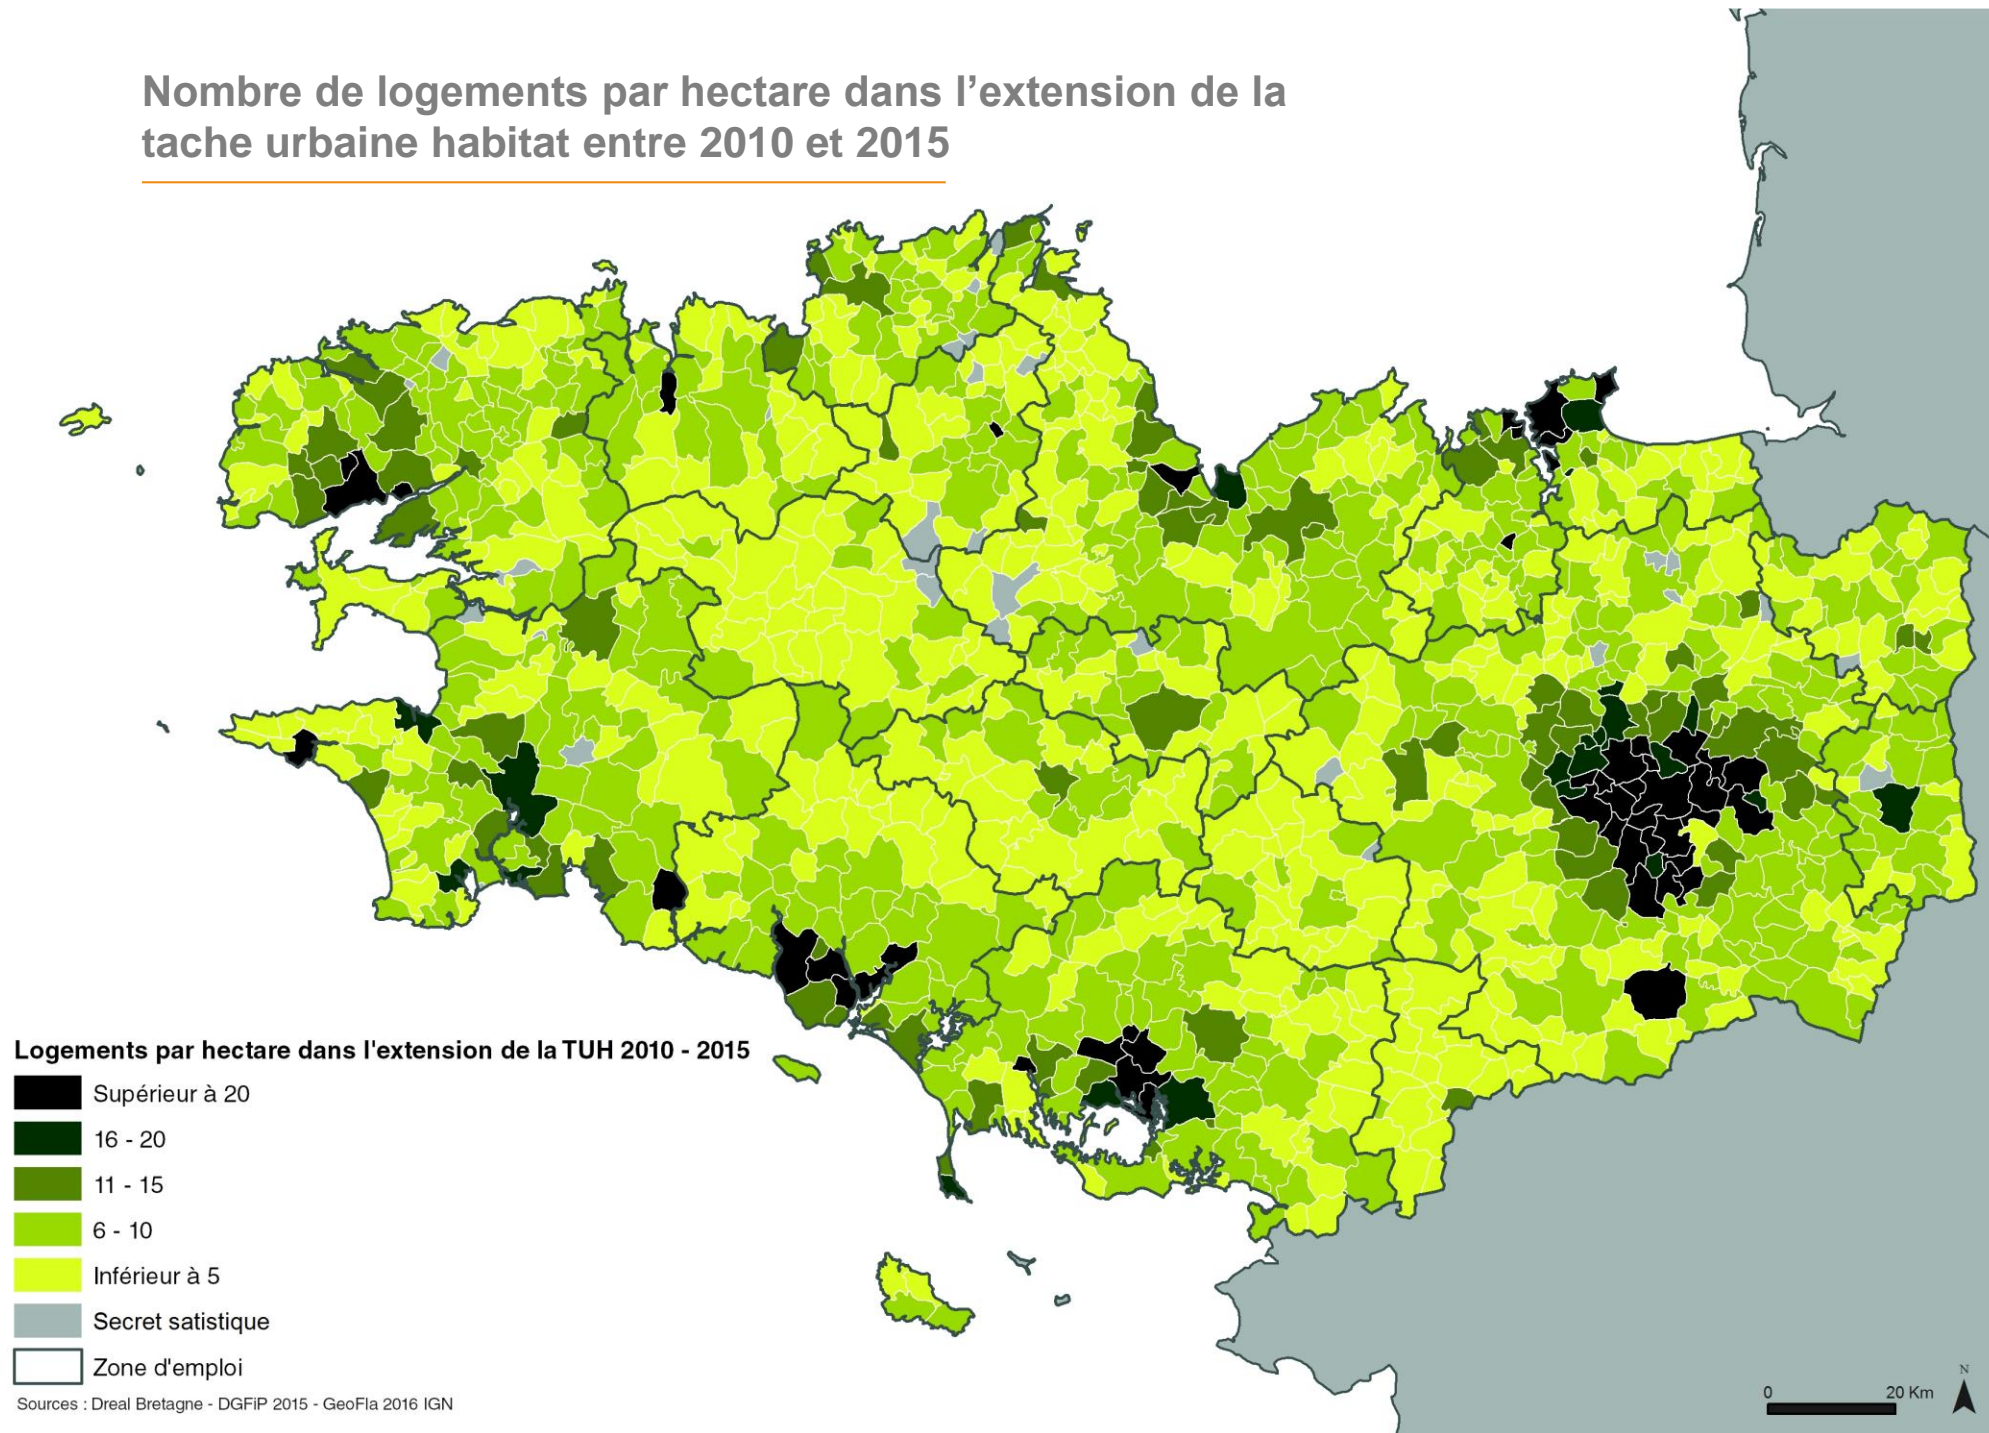 Nombre de logements par hectare dans l’extension de la
tache urbaine habitat entre 2010 et 2015
Logements par hectare dans l'extension de la TUH 2010 - 2015
Supérieur à 20
16 - 20
11 - 15
6 - 10
Inférieur à 5
Secret satistique
Zone d'emploi
Sources : Dreal Bretagne - DGFiP 2015 - GeoFla 2016 IGN
0 20 Km
N